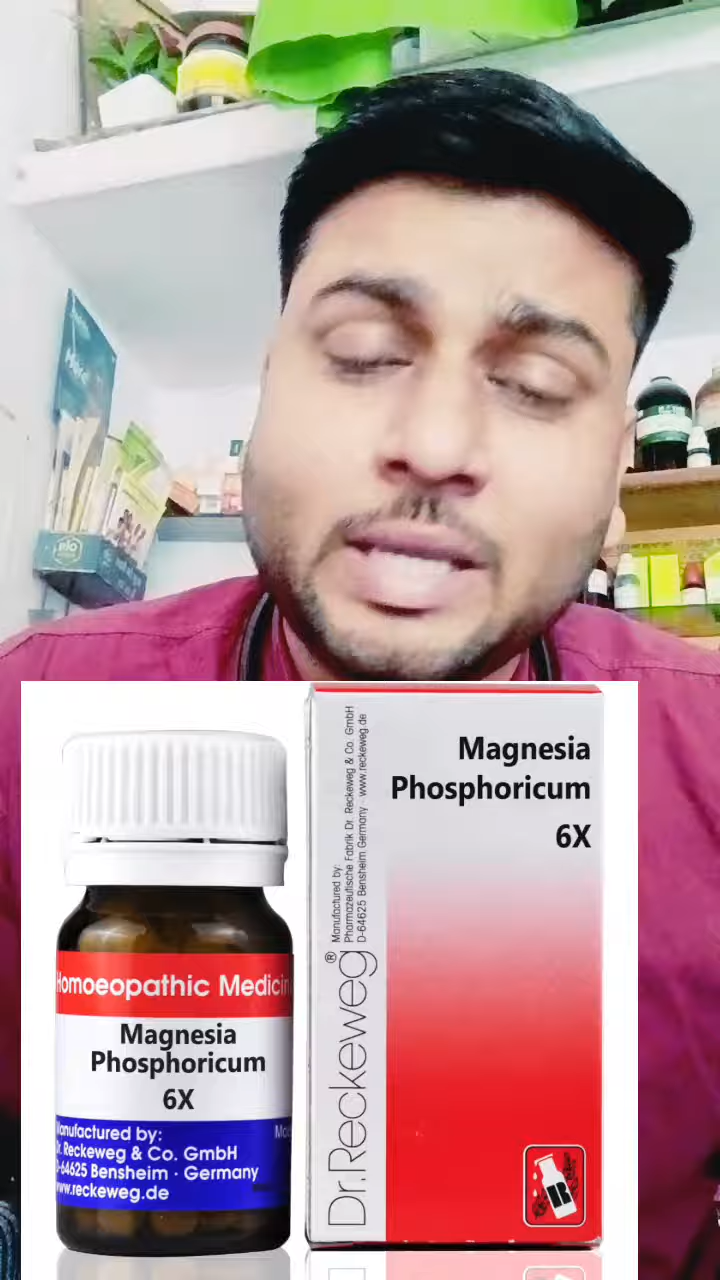 Homoeopathic Medicin
Magnesia
Phosphoricum
6X
Manufactured by:
Dr. Reckeweg & Co. GmbH
D-64625 Bensheim · Germany
www.reckeweg.de
Magnesia
Phosphoricum
6X
Dr.Reckeweg®
Manufactured by:
Pharmazeutische Fabrik Dr. Reckeweg & Co. GmbH
D-64625 Bensheim Germany · www.reckeweg.de
R